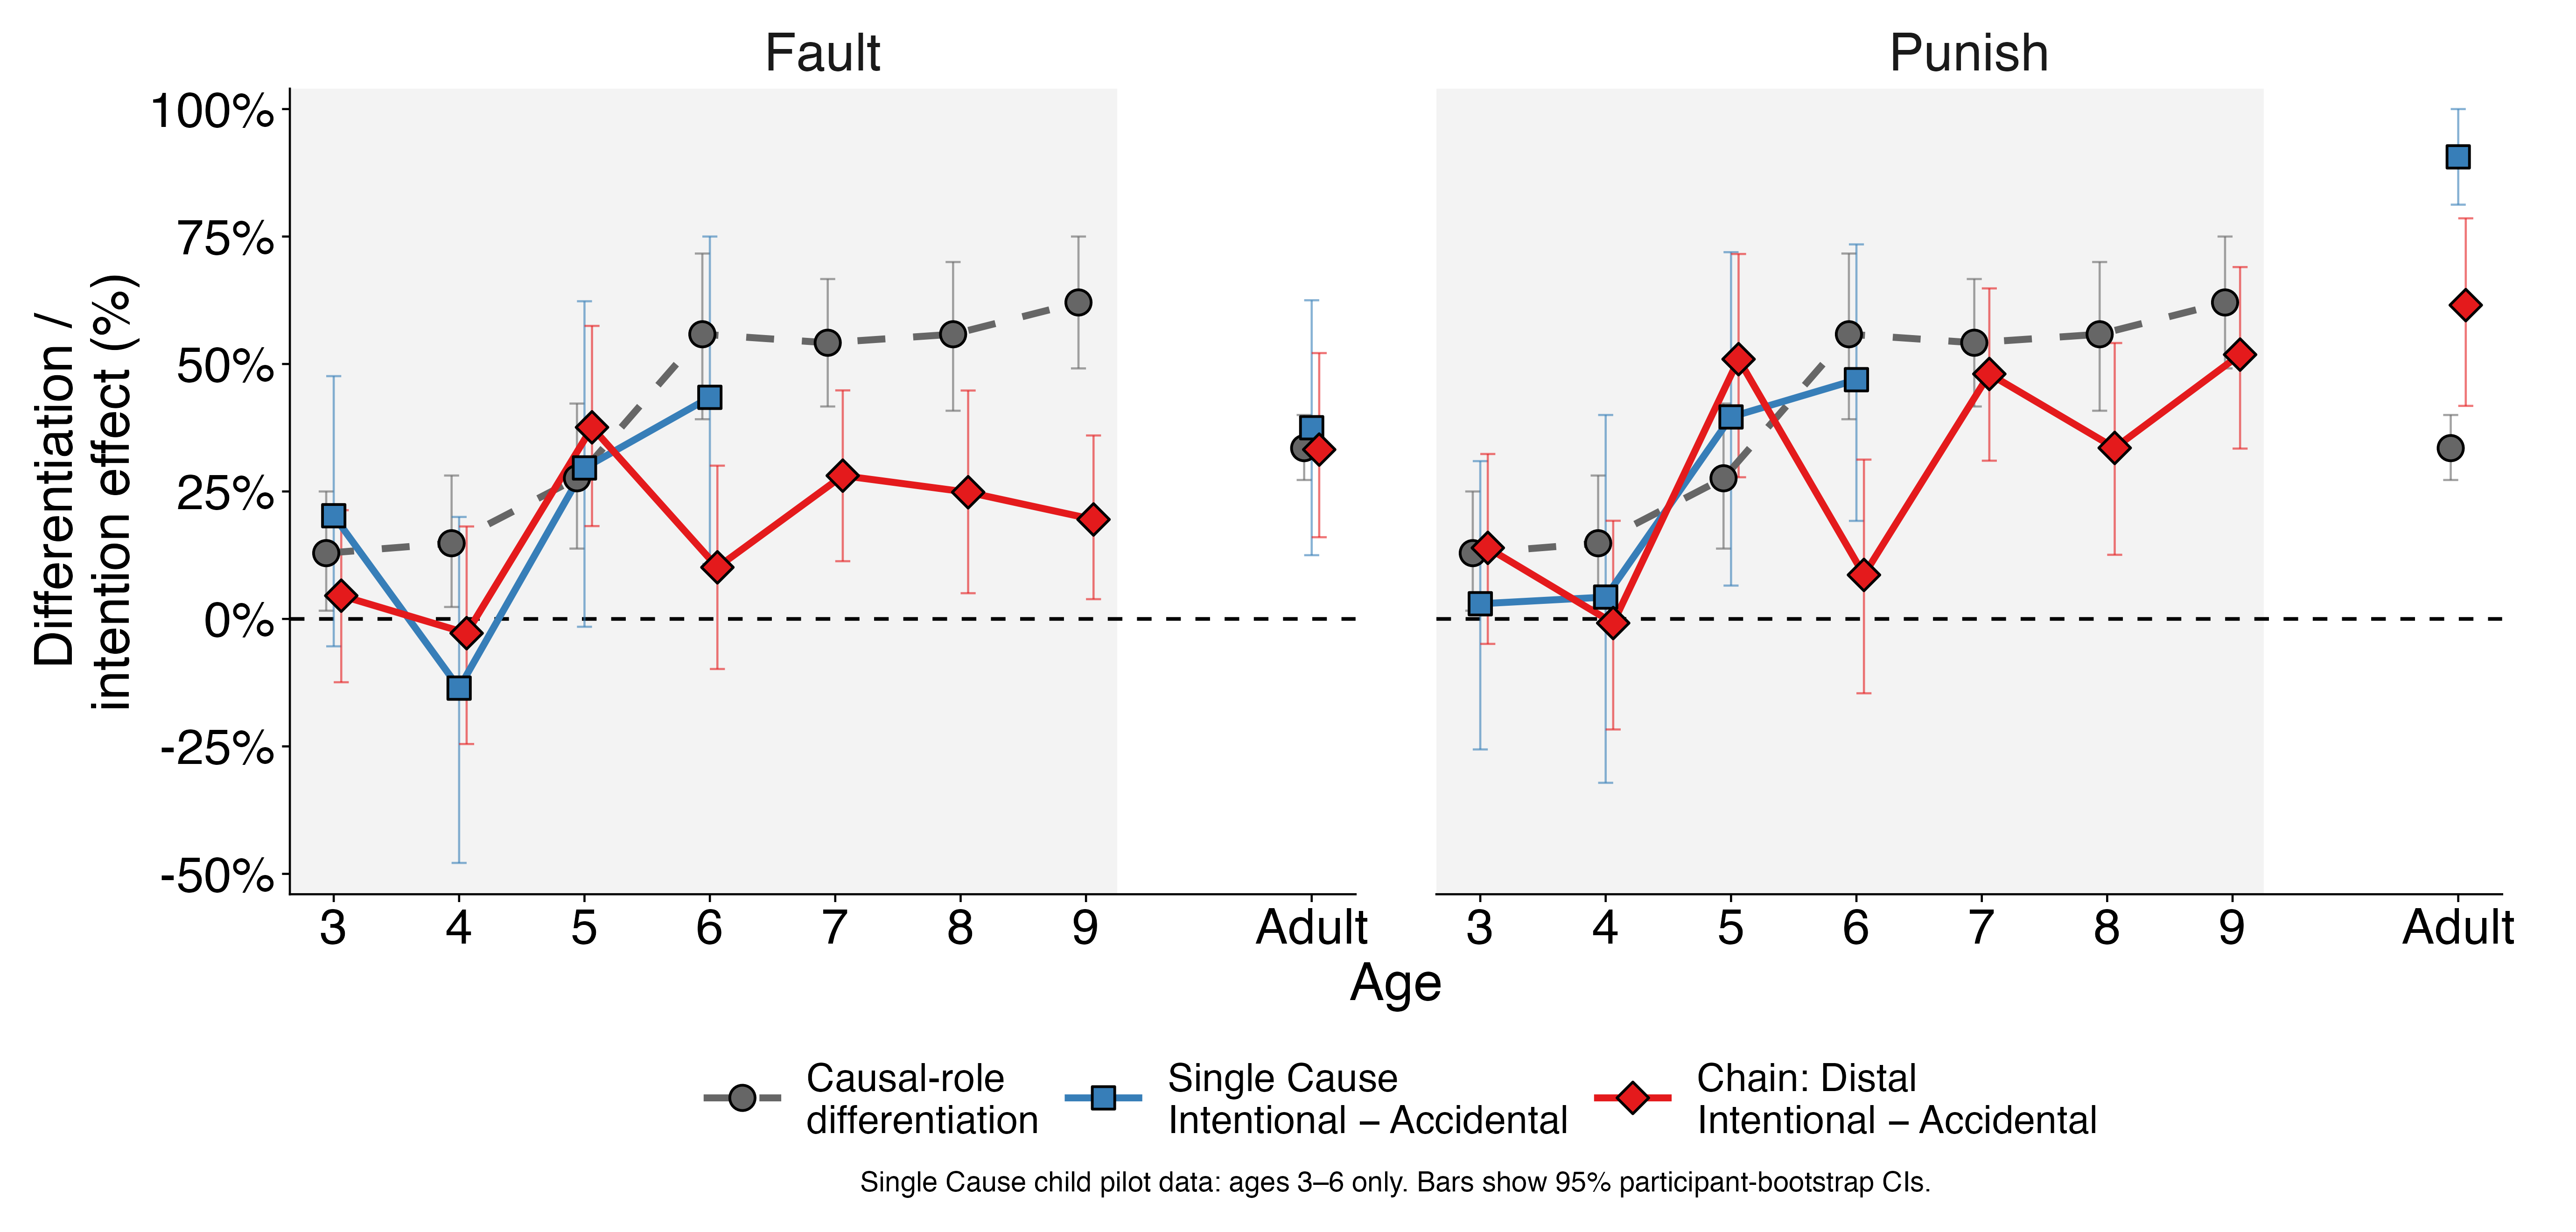 Fault
Punish
100%
75%
50%
25%
0%
-25%
-50%
Differentiation /
intention effect (%)
3 4 5 6 7 8 9 Adult
3 4 5 6 7 8 9 Adult
Age
Causal-role
differentiation
Single Cause
Intentional – Accidental
Chain: Distal
Intentional – Accidental
Single Cause child pilot data: ages 3–6 only. Bars show 95% participant-bootstrap CIs.